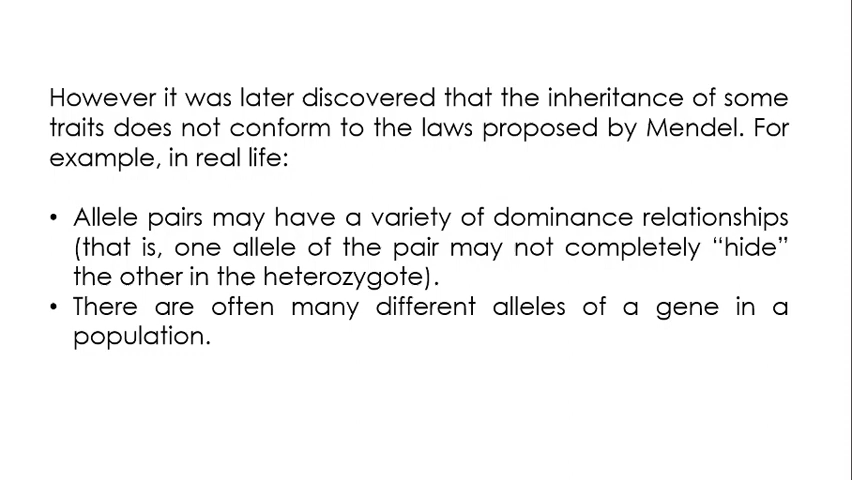 However it was later discovered that the inheritance of some
traits does not conform to the laws proposed by Mendel. For
example, in real life:
• Allele pairs may have a variety of dominance relationships
(that is, one allele of the pair may not completely “hide”
the other in the heterozygote).
• There are often many different alleles of a gene in a
population.